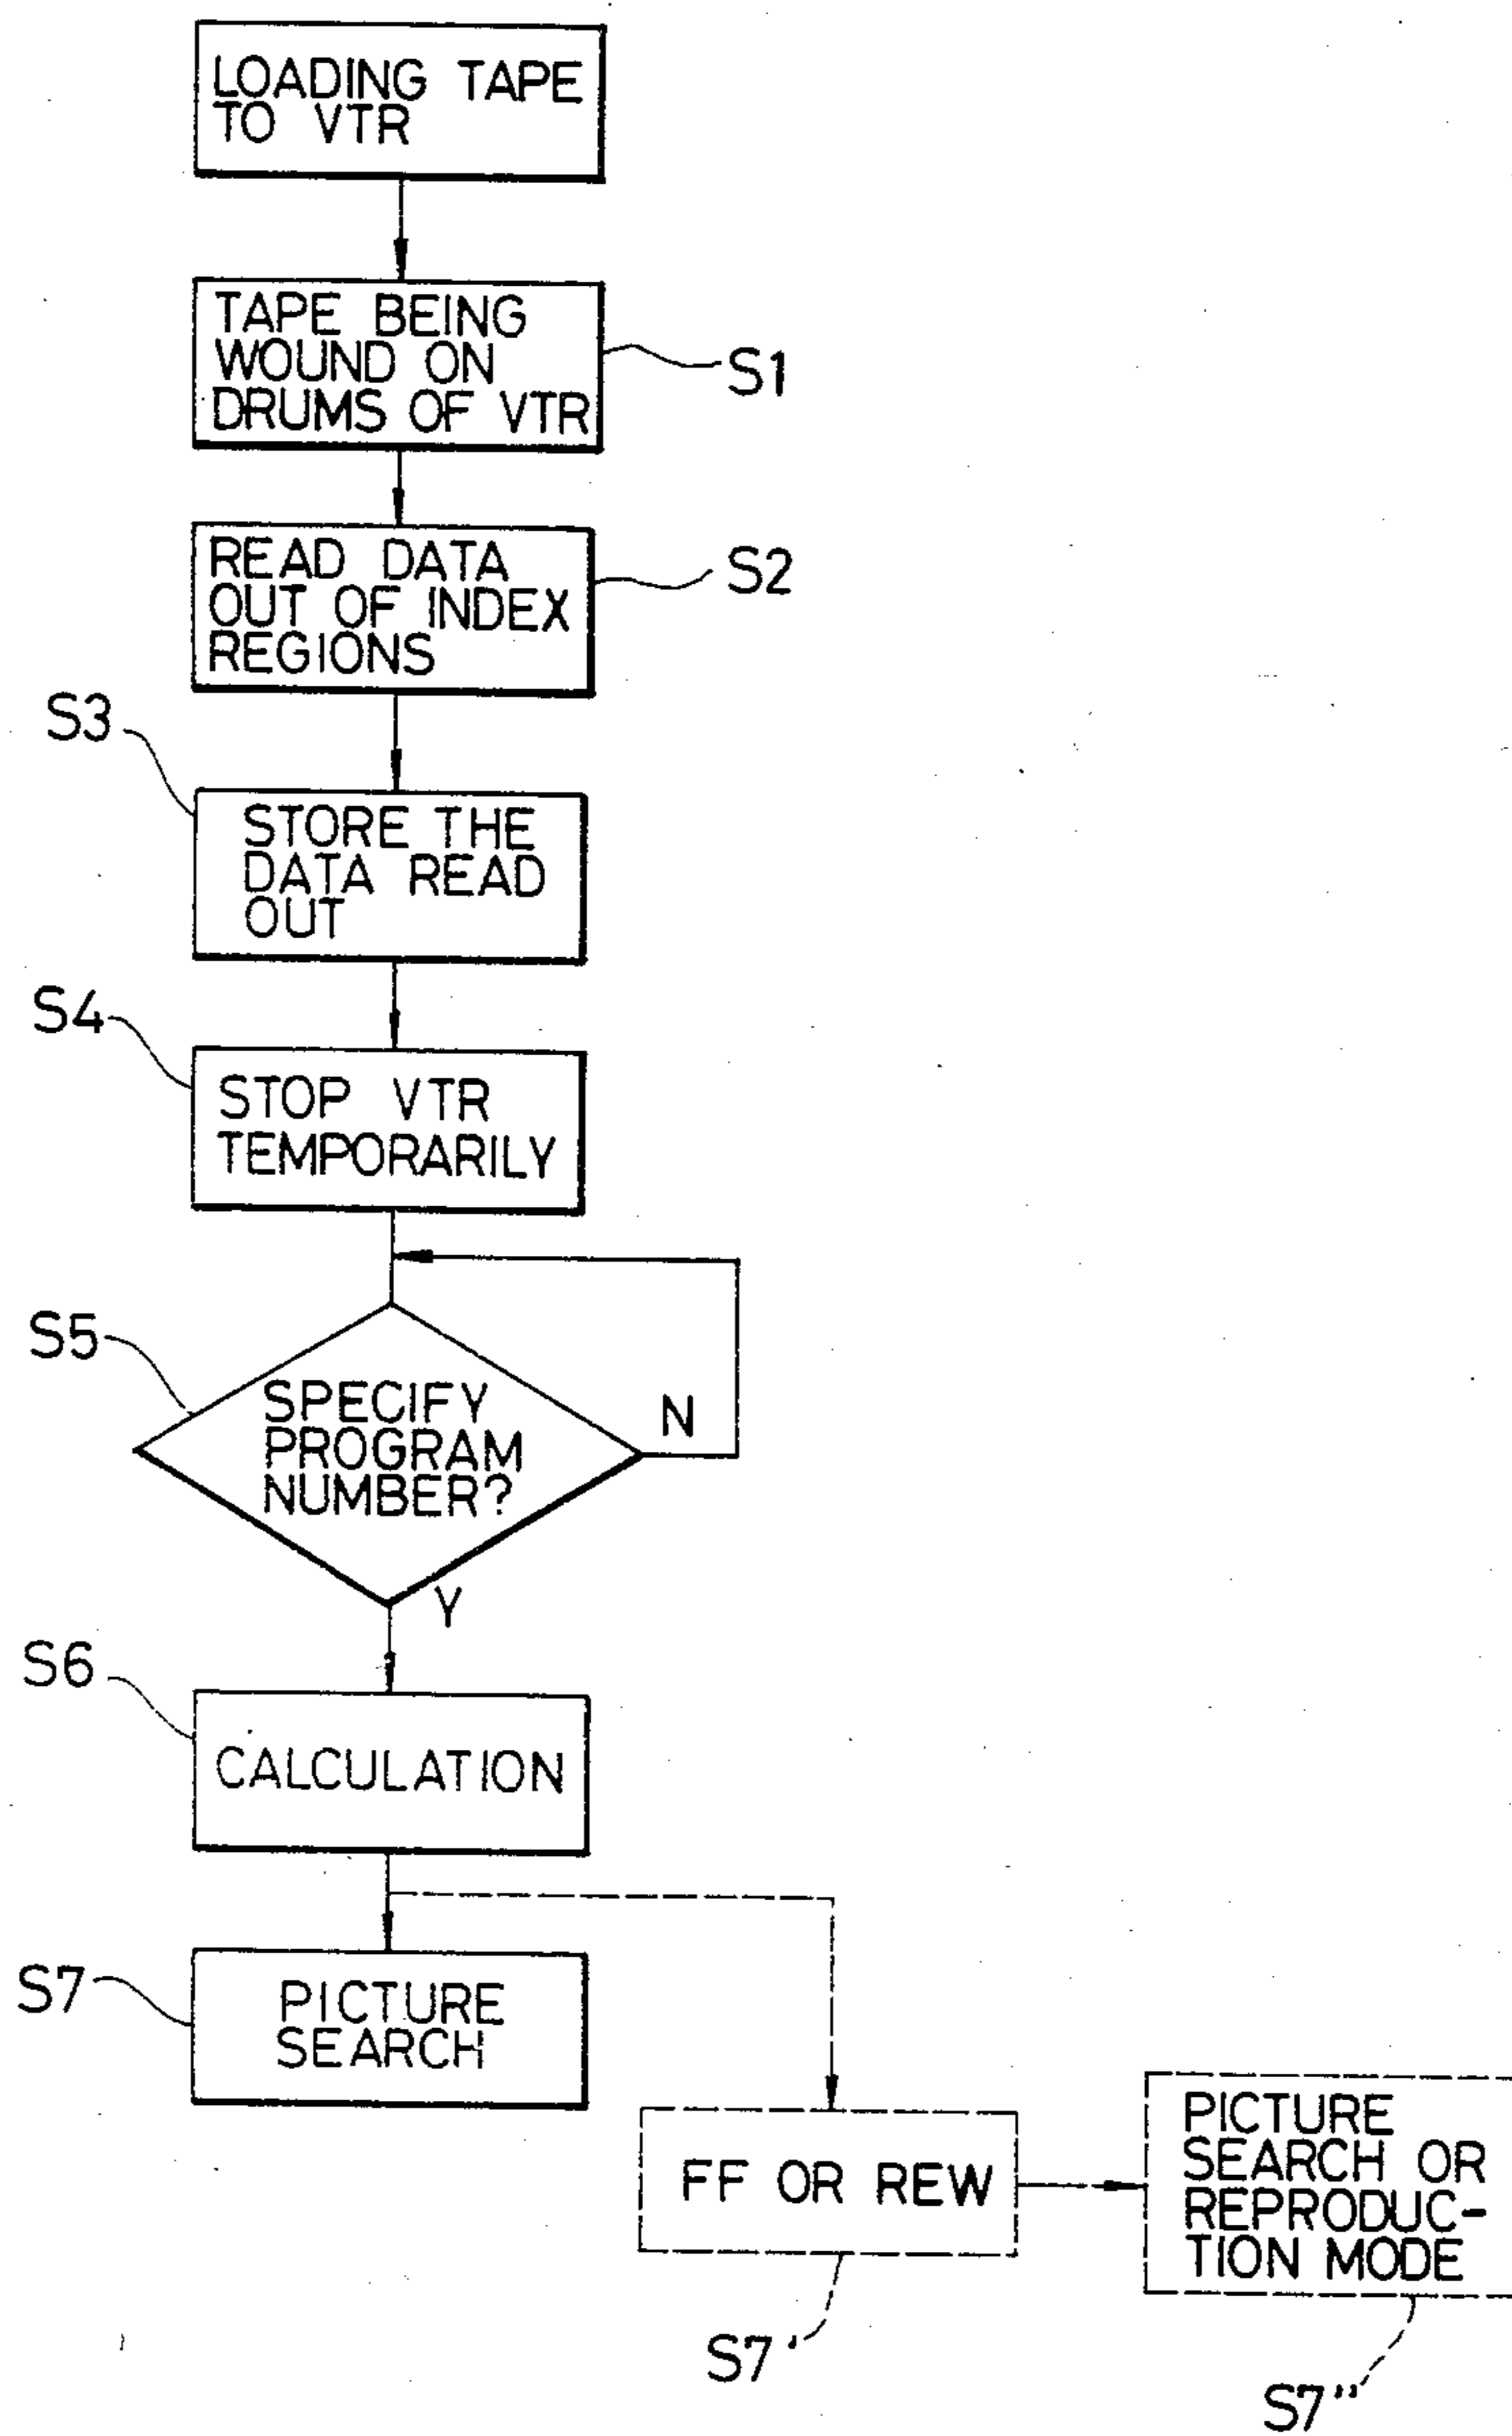 LOADING TAPE
TO VTR
TAPE BEING
WOUND ON
DRUMS OF VTR
S1
READ DATA
OUT OF INDEX
REGIONS
S2
S3
STORE THE
DATA READ
OUT
S4
STOP VTR
TEMPORARILY
S5
SPECIFY
PROGRAM
NUMBER?
N
Y
S6
CALCULATION
S7
PICTURE
SEARCH
FF OR REW
S7'
PICTURE
SEARCH OR
REPRODUC-
TION MODE
S7"